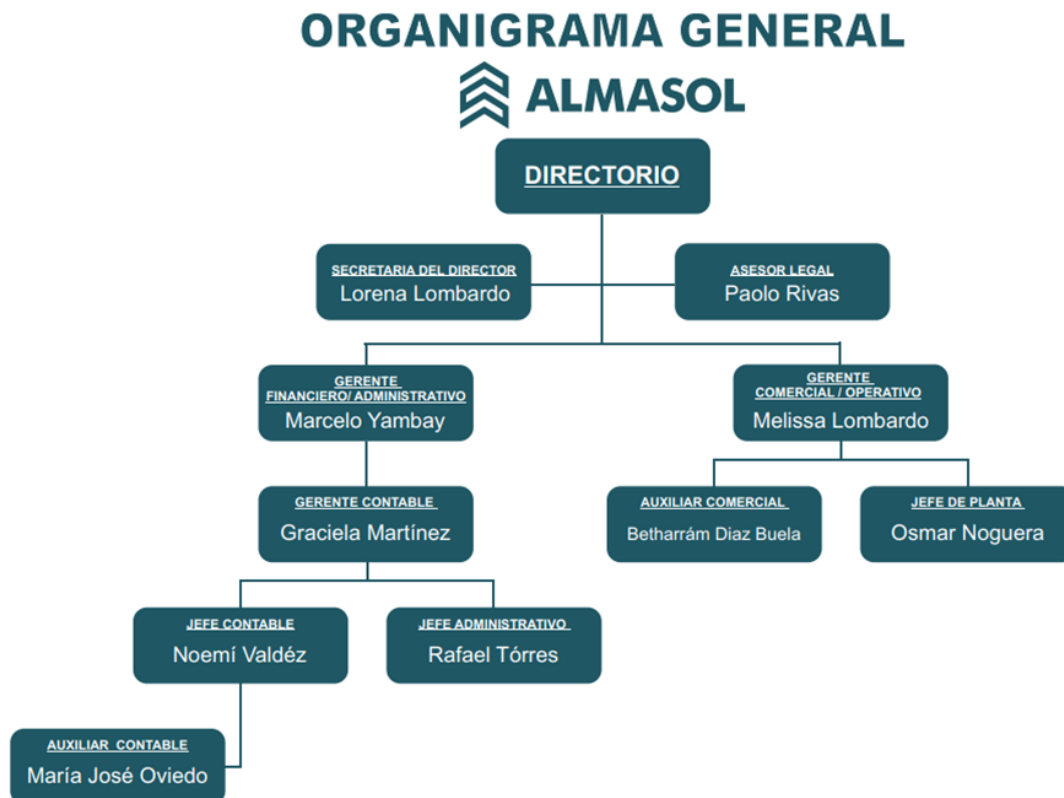 ORGANIGRAMA GENERAL
ALMASOL
DIRECTORIO
SECRETARIA DEL DIRECTOR
Lorena Lombardo
ASESOR LEGAL
Paolo Rivas
GERENTE
FINANCIERO/ ADMINISTRATIVO
Marcelo Yambay
GERENTE
COMERCIAL / OPERATIVO
Melissa Lombardo
GERENTE CONTABLE
Graciela Martínez
AUXILIAR COMERCIAL
Betharrám Diaz Buela
JEFE DE PLANTA
Osmar Noguera
JEFE CONTABLE
Noemí Valdéz
JEFE ADMINISTRATIVO
Rafael Tórres
AUXILIAR CONTABLE
María José Oviedo